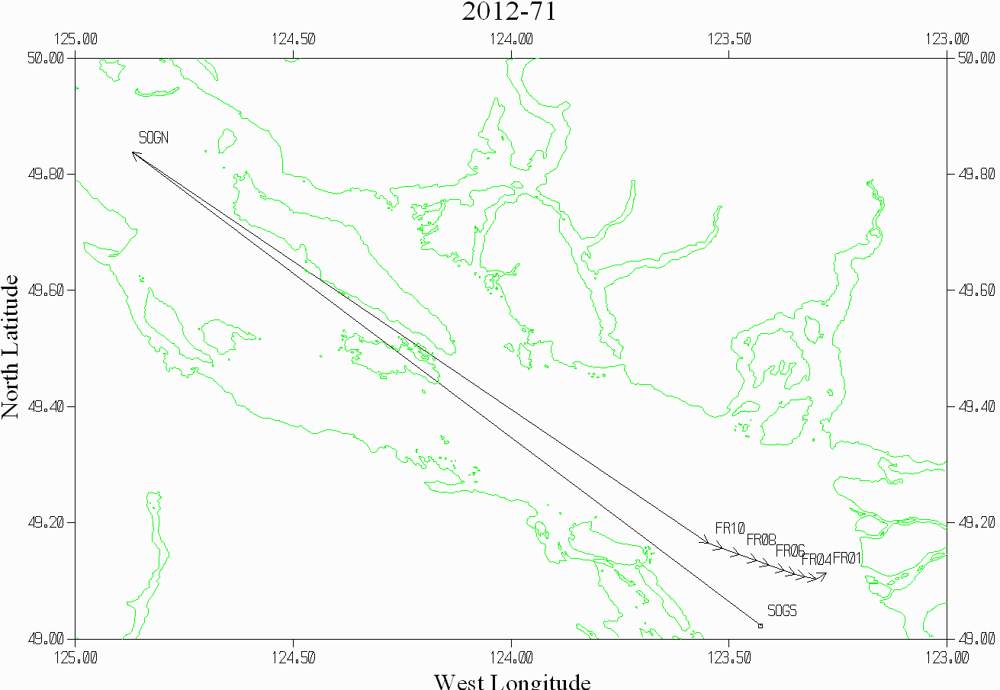 2012-71
125.00 124.50 124.00 123.50 123.00
50.00 50.00
SOGN
49.80 49.80
49.60 49.60
North Latitude
49.40 49.40
49.20 49.20
FR10
FR08
FR06
FR04 FR01
SOGS
49.00 49.00
125.00 124.50 124.00 123.50 123.00
West Longitude